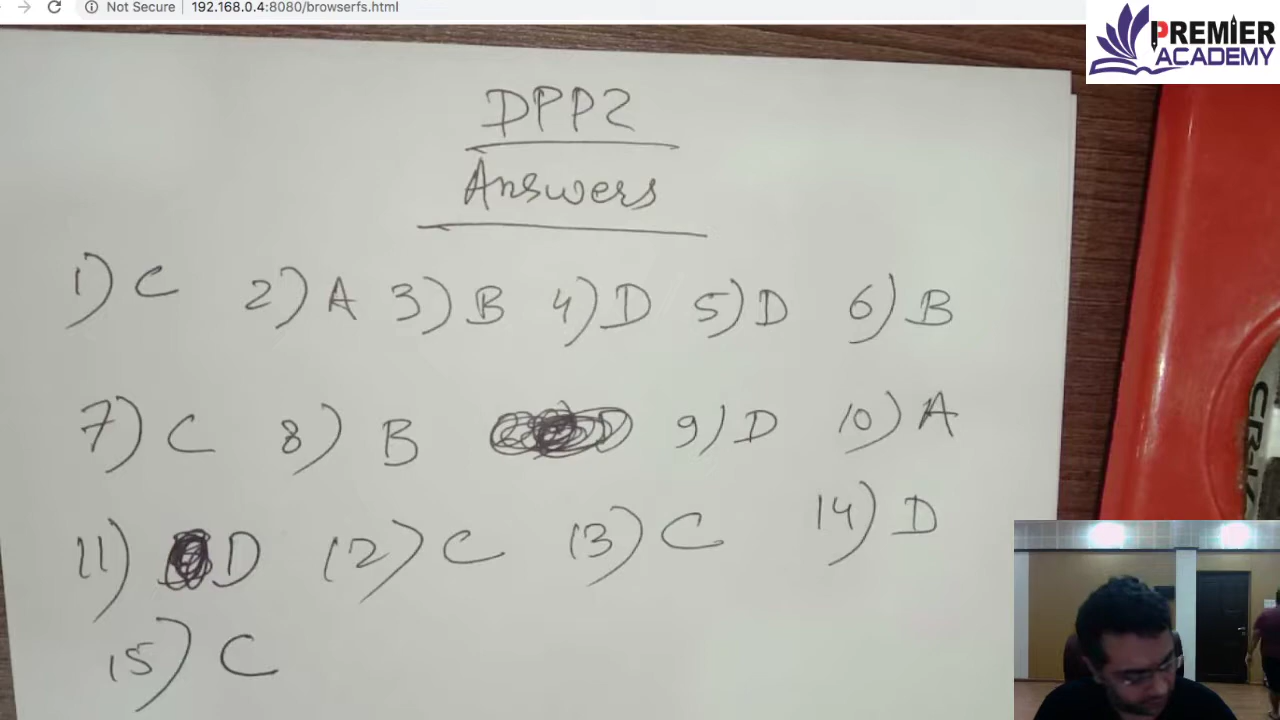 Not Secure | 192.168.0.4:8080/browserfs.html
PREMIER
ACADEMY
DPP2
Answers
1) C 2) A 3) B 4) D 5) D 6) B
7) C 8) B 9) D 10) A
11) D 12) C 13) C 14) D
15) C